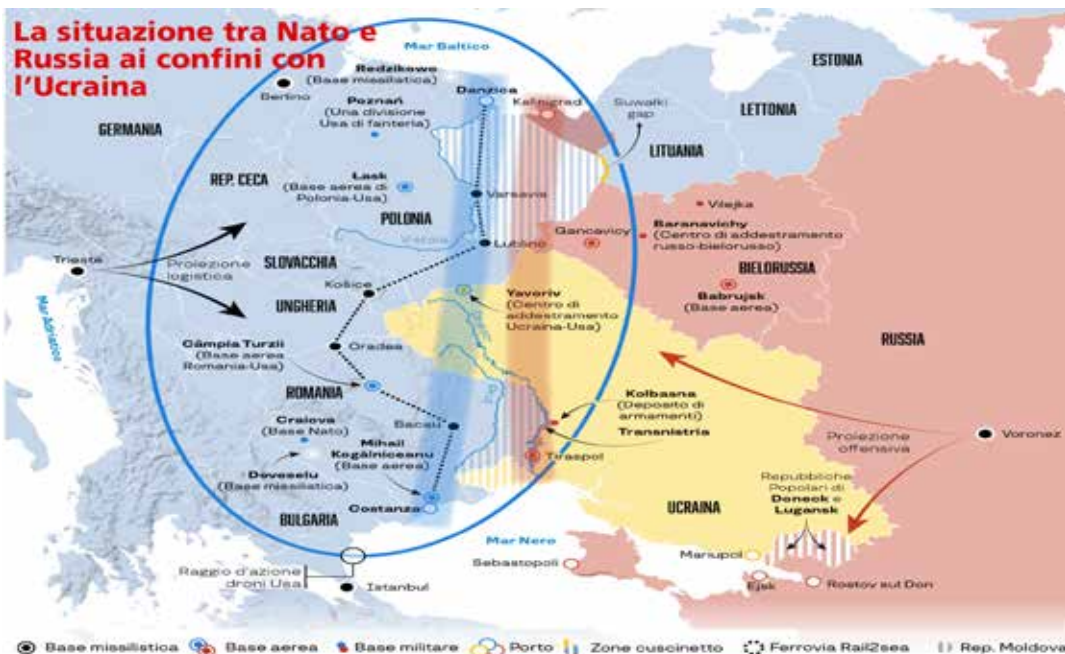 La situazione tra Nato e
Russia ai confini con
l'Ucraina
Mar Baltico
ESTONIA
Redzikowo
(Base missilistica)
Berlino
Danzica
Kaliningrad
Suwalki
gap
LETTONIA
Poznań
(Una divisione
Usa di fanteria)
GERMANIA
LITUANIA
REP. CECA
Łask
(Base aerea di
Polonia-Usa)
Varsavia
Vilejka
POLONIA
Gancavicy
Baranavichy
(Centro di addestramento
russo-bielorusso)
Vistola
Lublino
Trieste
Proiezione
logistica
SLOVACCHIA
BIELORUSSIA
Košice
Yavoriv
(Centro di
addestramento
Ucraina-Usa)
Babrujsk
(Base aerea)
UNGHERIA
Mar Adriatico
RUSSIA
Câmpia Turzii
(Base aerea
Romania-Usa)
Oradea
ROMANIA
Kolbasna
(Deposito di
armamenti)
Craiova
(Base Nato)
Bacau
Transnistria
Voronez
Proiezione
offensiva
Mihail
Kogălniceanu
(Base aerea)
Tiraspol
Deveselu
(Base missilistica)
Repubbliche
Popolari di
Doneck e
Lugansk
Costanza
UCRAINA
BULGARIA
Mar Nero
Mariupol
Raggio d'azione
droni Usa
Sebastopoli
Istanbul
Ejsk
Rostov sul Don
Base missilistica
Base aerea
Base militare
Porto
Zone cuscinetto
Ferrovia Rail2sea
Rep. Moldova